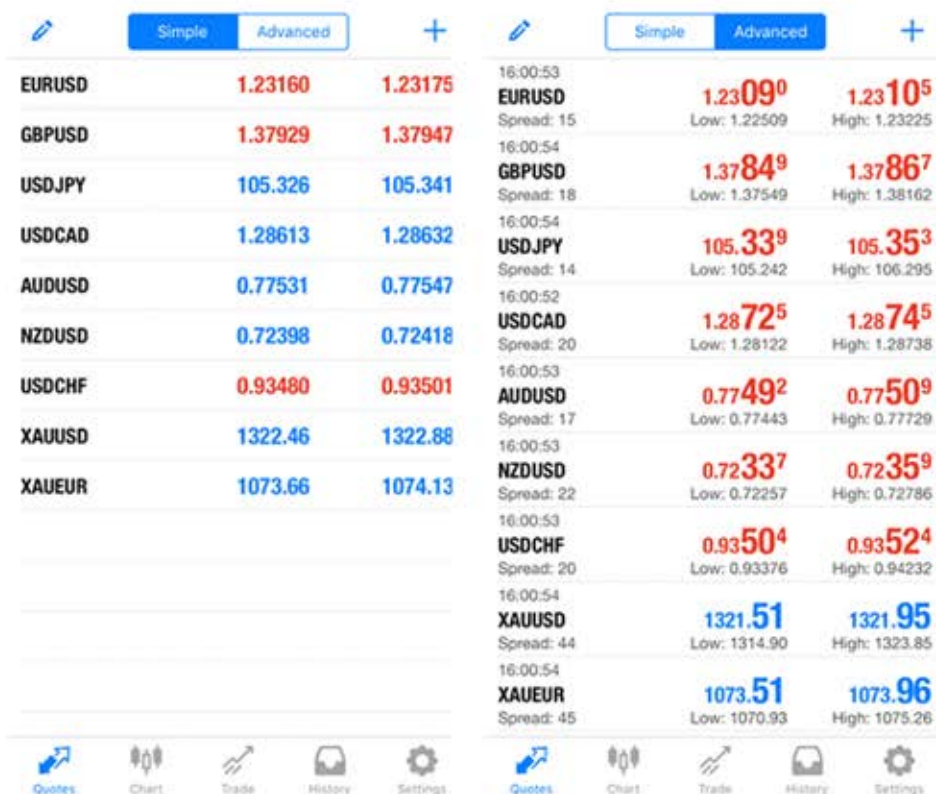 Simple Advanced
EURUSD 1.23160 1.23175
GBPUSD 1.37929 1.37947
USDJPY 105.326 105.341
USDCAD 1.28613 1.28632
AUDUSD 0.77531 0.77547
NZDUSD 0.72398 0.72418
USDCHF 0.93480 0.93501
XAUUSD 1322.46 1322.88
XAUEUR 1073.66 1074.13
Quotes Chart Trade History Settings
Simple Advanced
16:00:53
EURUSD 1.23090 1.23105
Spread: 15 Low: 1.22509 High: 1.23225
16:00:54
GBPUSD 1.37849 1.37867
Spread: 18 Low: 1.37549 High: 1.38162
16:00:54
USDJPY 105.339 105.353
Spread: 14 Low: 105.242 High: 106.295
16:00:52
USDCAD 1.28725 1.28745
Spread: 20 Low: 1.28122 High: 1.28738
16:00:53
AUDUSD 0.77492 0.77509
Spread: 17 Low: 0.77443 High: 0.77729
16:00:53
NZDUSD 0.72337 0.72359
Spread: 22 Low: 0.72257 High: 0.72786
16:00:53
USDCHF 0.93504 0.93524
Spread: 20 Low: 0.93376 High: 0.94232
16:00:54
XAUUSD 1321.51 1321.95
Spread: 44 Low: 1314.90 High: 1323.85
16:00:54
XAUEUR 1073.51 1073.96
Spread: 45 Low: 1070.93 High: 1075.26
Quotes Chart Trade History Settings